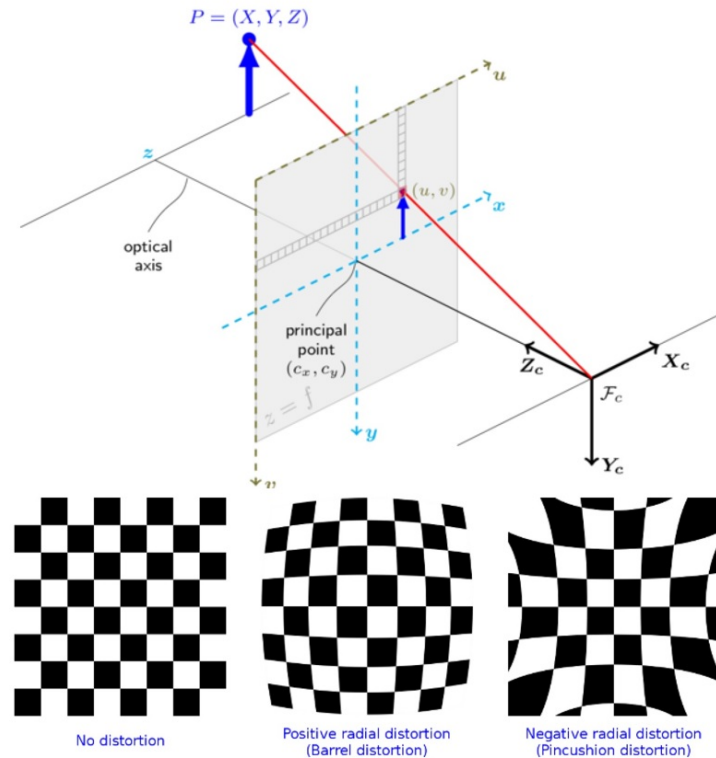 P = (X, Y, Z)
u
z
(u, v)
x
optical
axis
principal
point
(c_x, c_y)
Z_c
X_c
F_c
z = f
y
Y_c
v
No distortion
Positive radial distortion
(Barrel distortion)
Negative radial distortion
(Pincushion distortion)